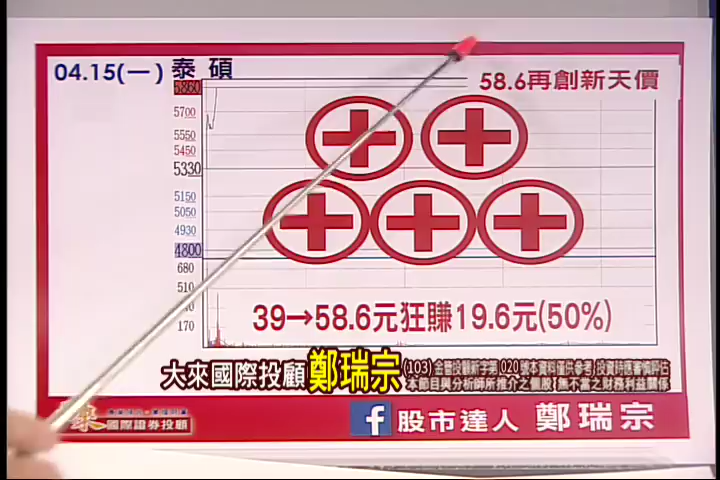 04.15(一)泰碩
58.6再創新天價
5860
5700
5550
5450
5330
5150
5050
4930
4800
680
510
170
39→58.6元狂賺19.6元(50%)
大來國際投顧鄭瑞宗
(103)金管投顧新字第020號本資料僅供參考,投資時應審慎評估
本節目與分析師所推介之個股無不當之財務利益關係
國際證券投顧
f股市達人 鄭瑞宗